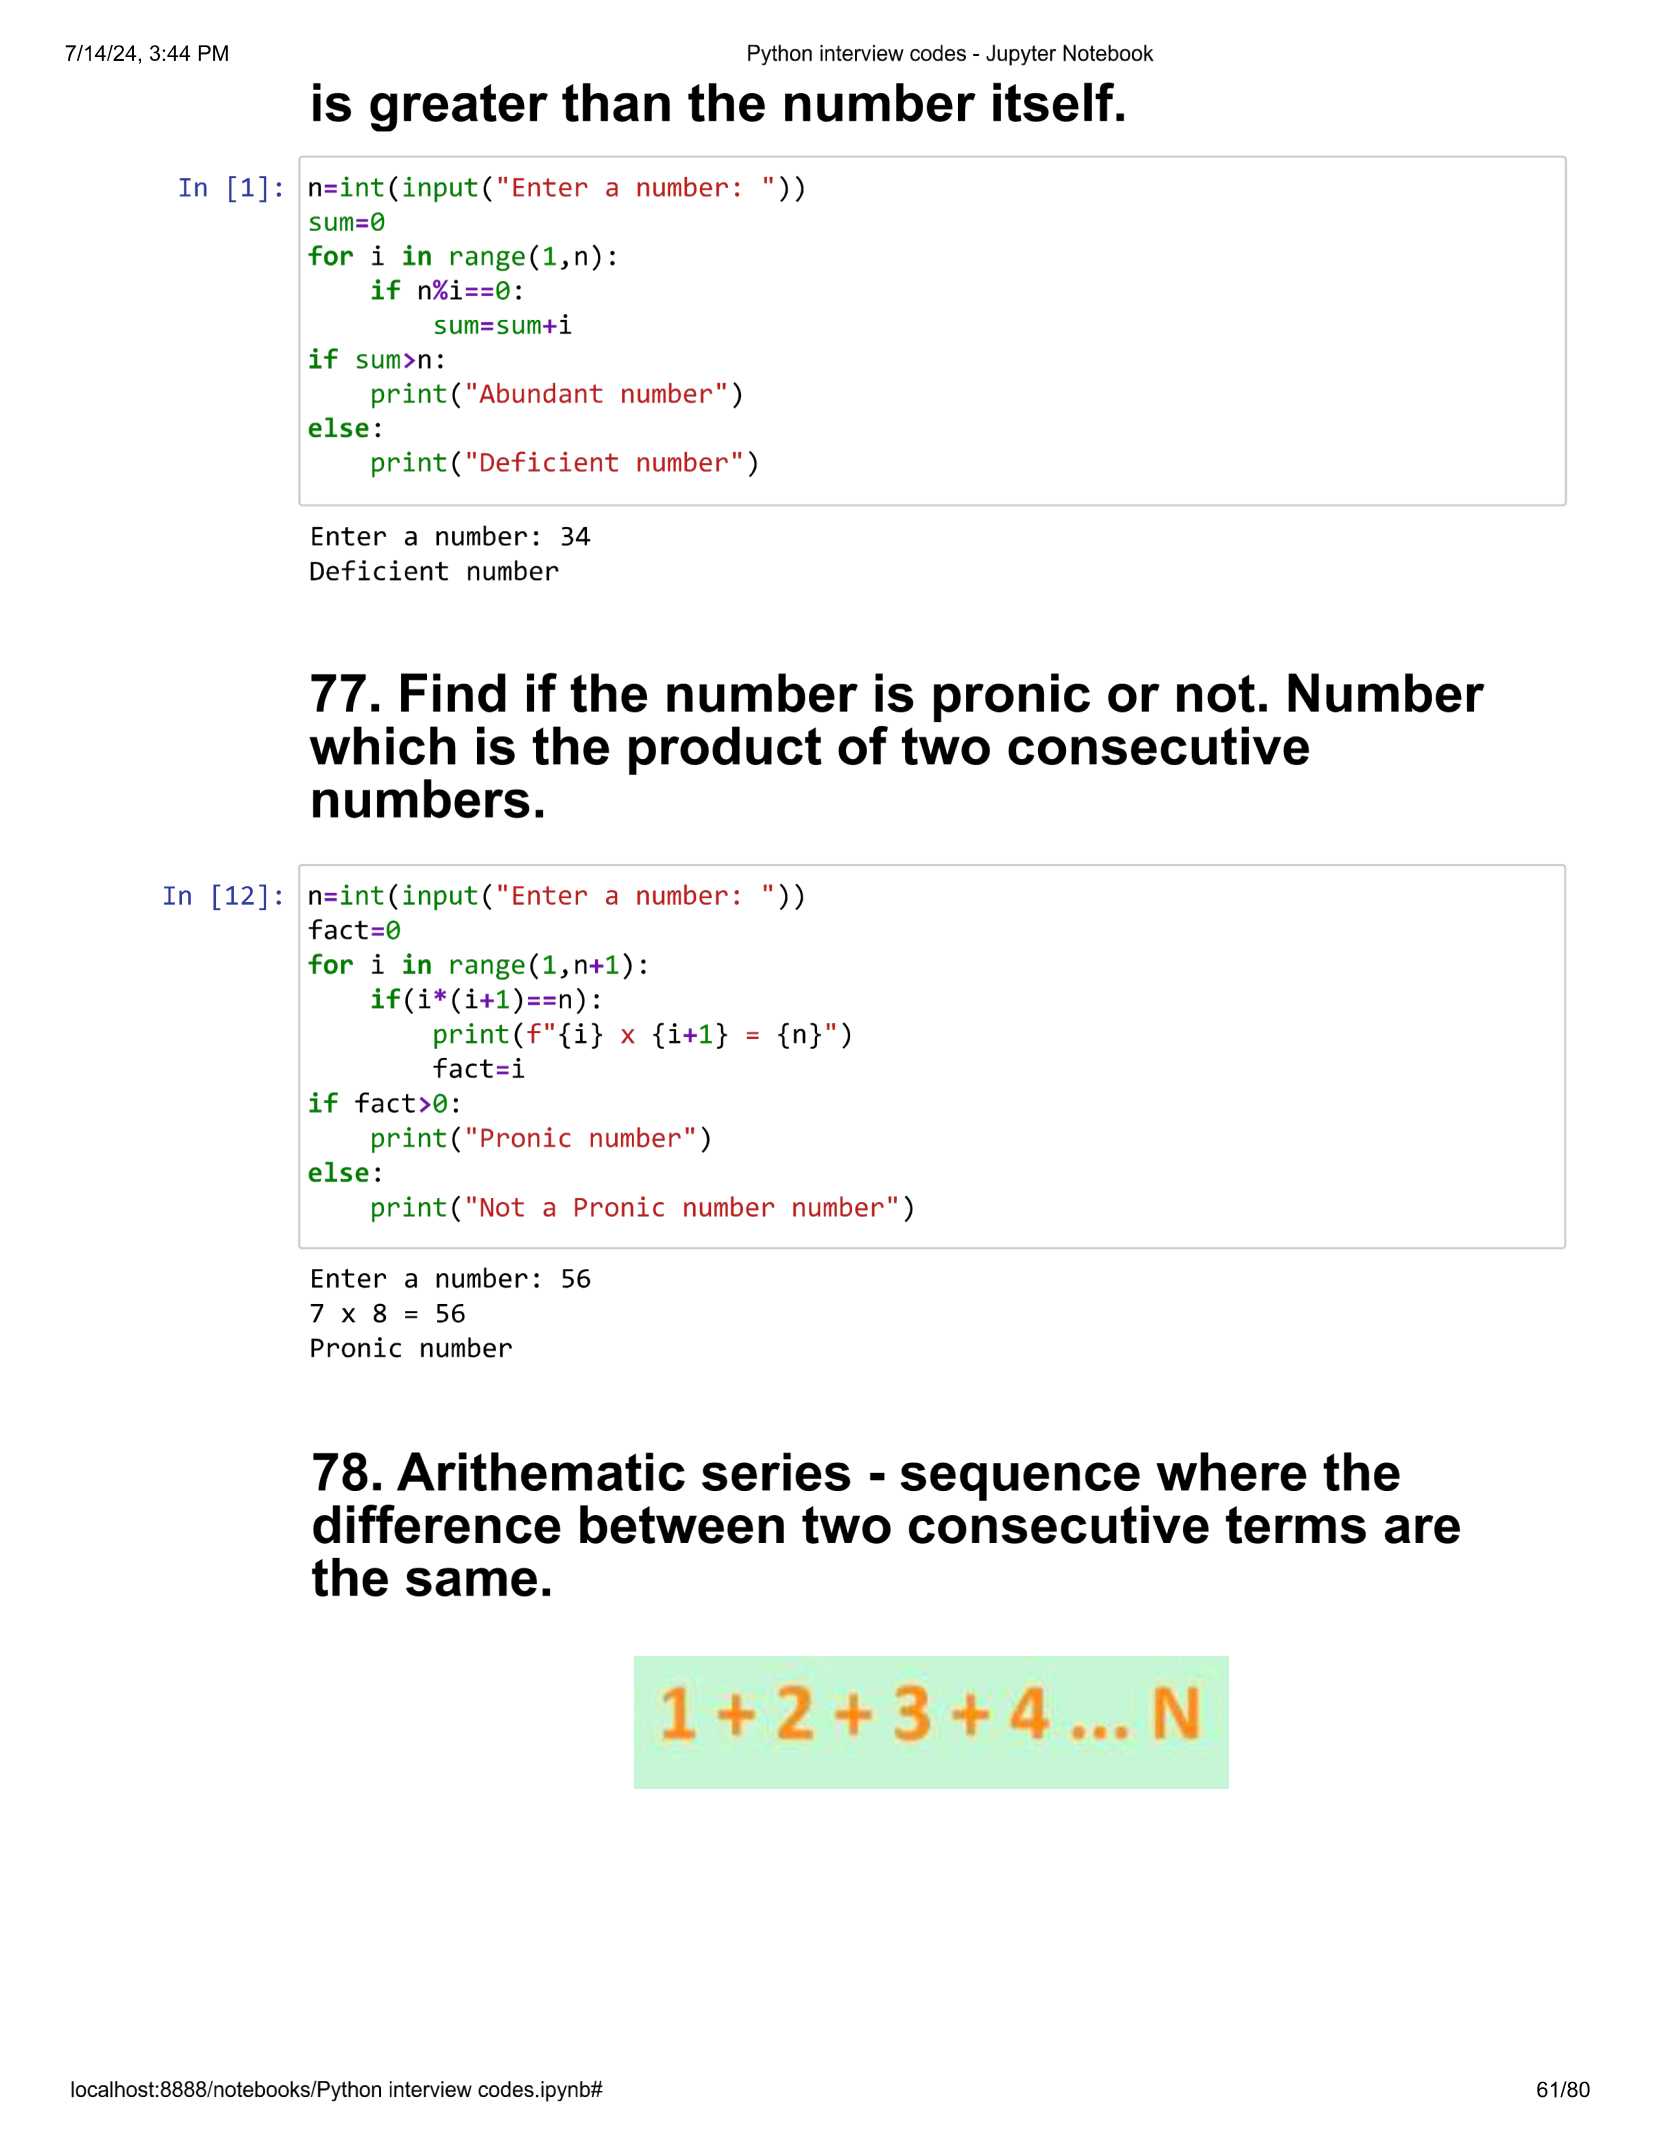 7/14/24, 3:44 PM
Python interview codes - Jupyter Notebook
is greater than the number itself.
In [1]:
n=int(input("Enter a number: "))
sum=0
for i in range(1,n):
    if n%i==0:
        sum=sum+i
if sum>n:
    print("Abundant number")
else:
    print("Deficient number")
Enter a number: 34
Deficient number
77. Find if the number is pronic or not. Number
which is the product of two consecutive
numbers.
In [12]:
n=int(input("Enter a number: "))
fact=0
for i in range(1,n+1):
    if(i*(i+1)==n):
        print(f"{i} x {i+1} = {n}")
        fact=i
if fact>0:
    print("Pronic number")
else:
    print("Not a Pronic number number")
Enter a number: 56
7 x 8 = 56
Pronic number
78. Arithematic series - sequence where the
difference between two consecutive terms are
the same.
1 + 2 + 3 + 4 ... N
localhost:8888/notebooks/Python interview codes.ipynb#
61/80